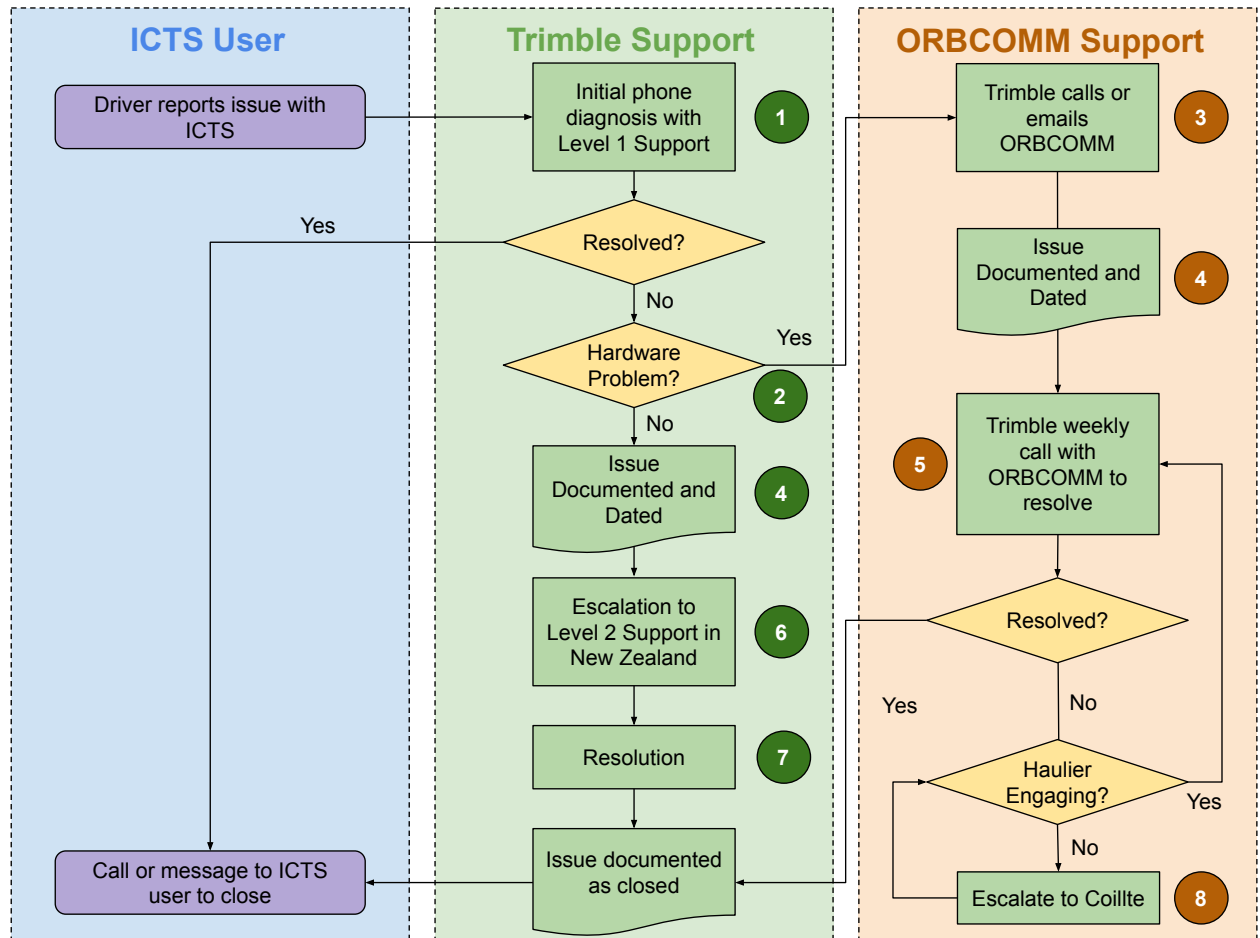 ICTS User
Trimble Support
ORBCOMM Support
Driver reports issue with
ICTS
Initial phone
diagnosis with
Level 1 Support
1
Trimble calls or
emails
ORBCOMM
3
Yes
Resolved?
No
Issue
Documented and
Dated
4
Hardware
Problem?
Yes
2
No
Issue
Documented and
Dated
4
5
Trimble weekly
call with
ORBCOMM to
resolve
Escalation to
Level 2 Support in
New Zealand
6
Resolved?
Yes
No
Resolution
7
Haulier
Engaging?
Yes
No
Call or message to ICTS
user to close
Issue documented
as closed
Escalate to Coillte
8